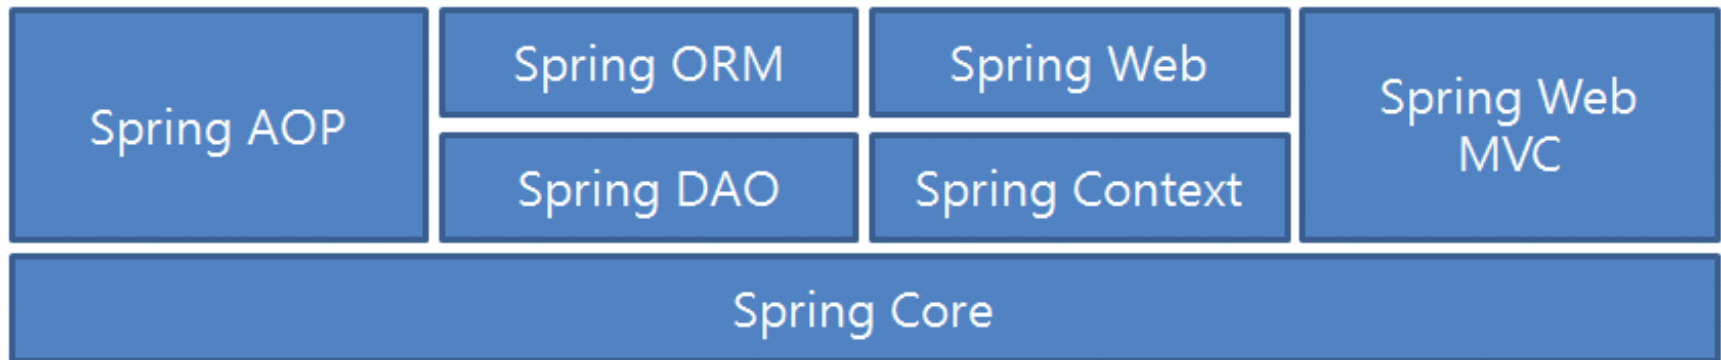 Spring AOP
Spring ORM
Spring DAO
Spring Web
Spring Context
Spring Web
MVC
Spring Core